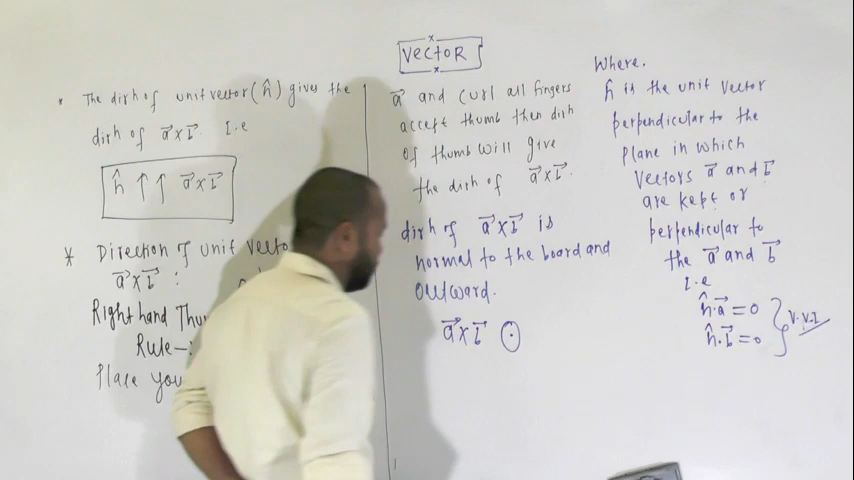 VECTOR
* The dirn of unit vector (n̂) gives the
dirn of a⃗×b⃗. I.e
n̂ ↑ ↑ a⃗×b⃗
* Direction of unit vecto
a⃗×b⃗ :
Right hand Thu
Rule-:
Place you
a⃗ and curl all fingers
accept thumb then dirn
of thumb will give
the dirn of a⃗×b⃗.
dirn of a⃗×b⃗ is
normal to the board and
outward.
a⃗×b⃗ ⊙
Where.
n̂ is the unit vector
perpendicular to the
plane in which
vectors a⃗ and b⃗
are kept or
perpendicular to
the a⃗ and b⃗
I.e
n̂.a⃗ = 0
n̂.b⃗ = 0
V.V.I